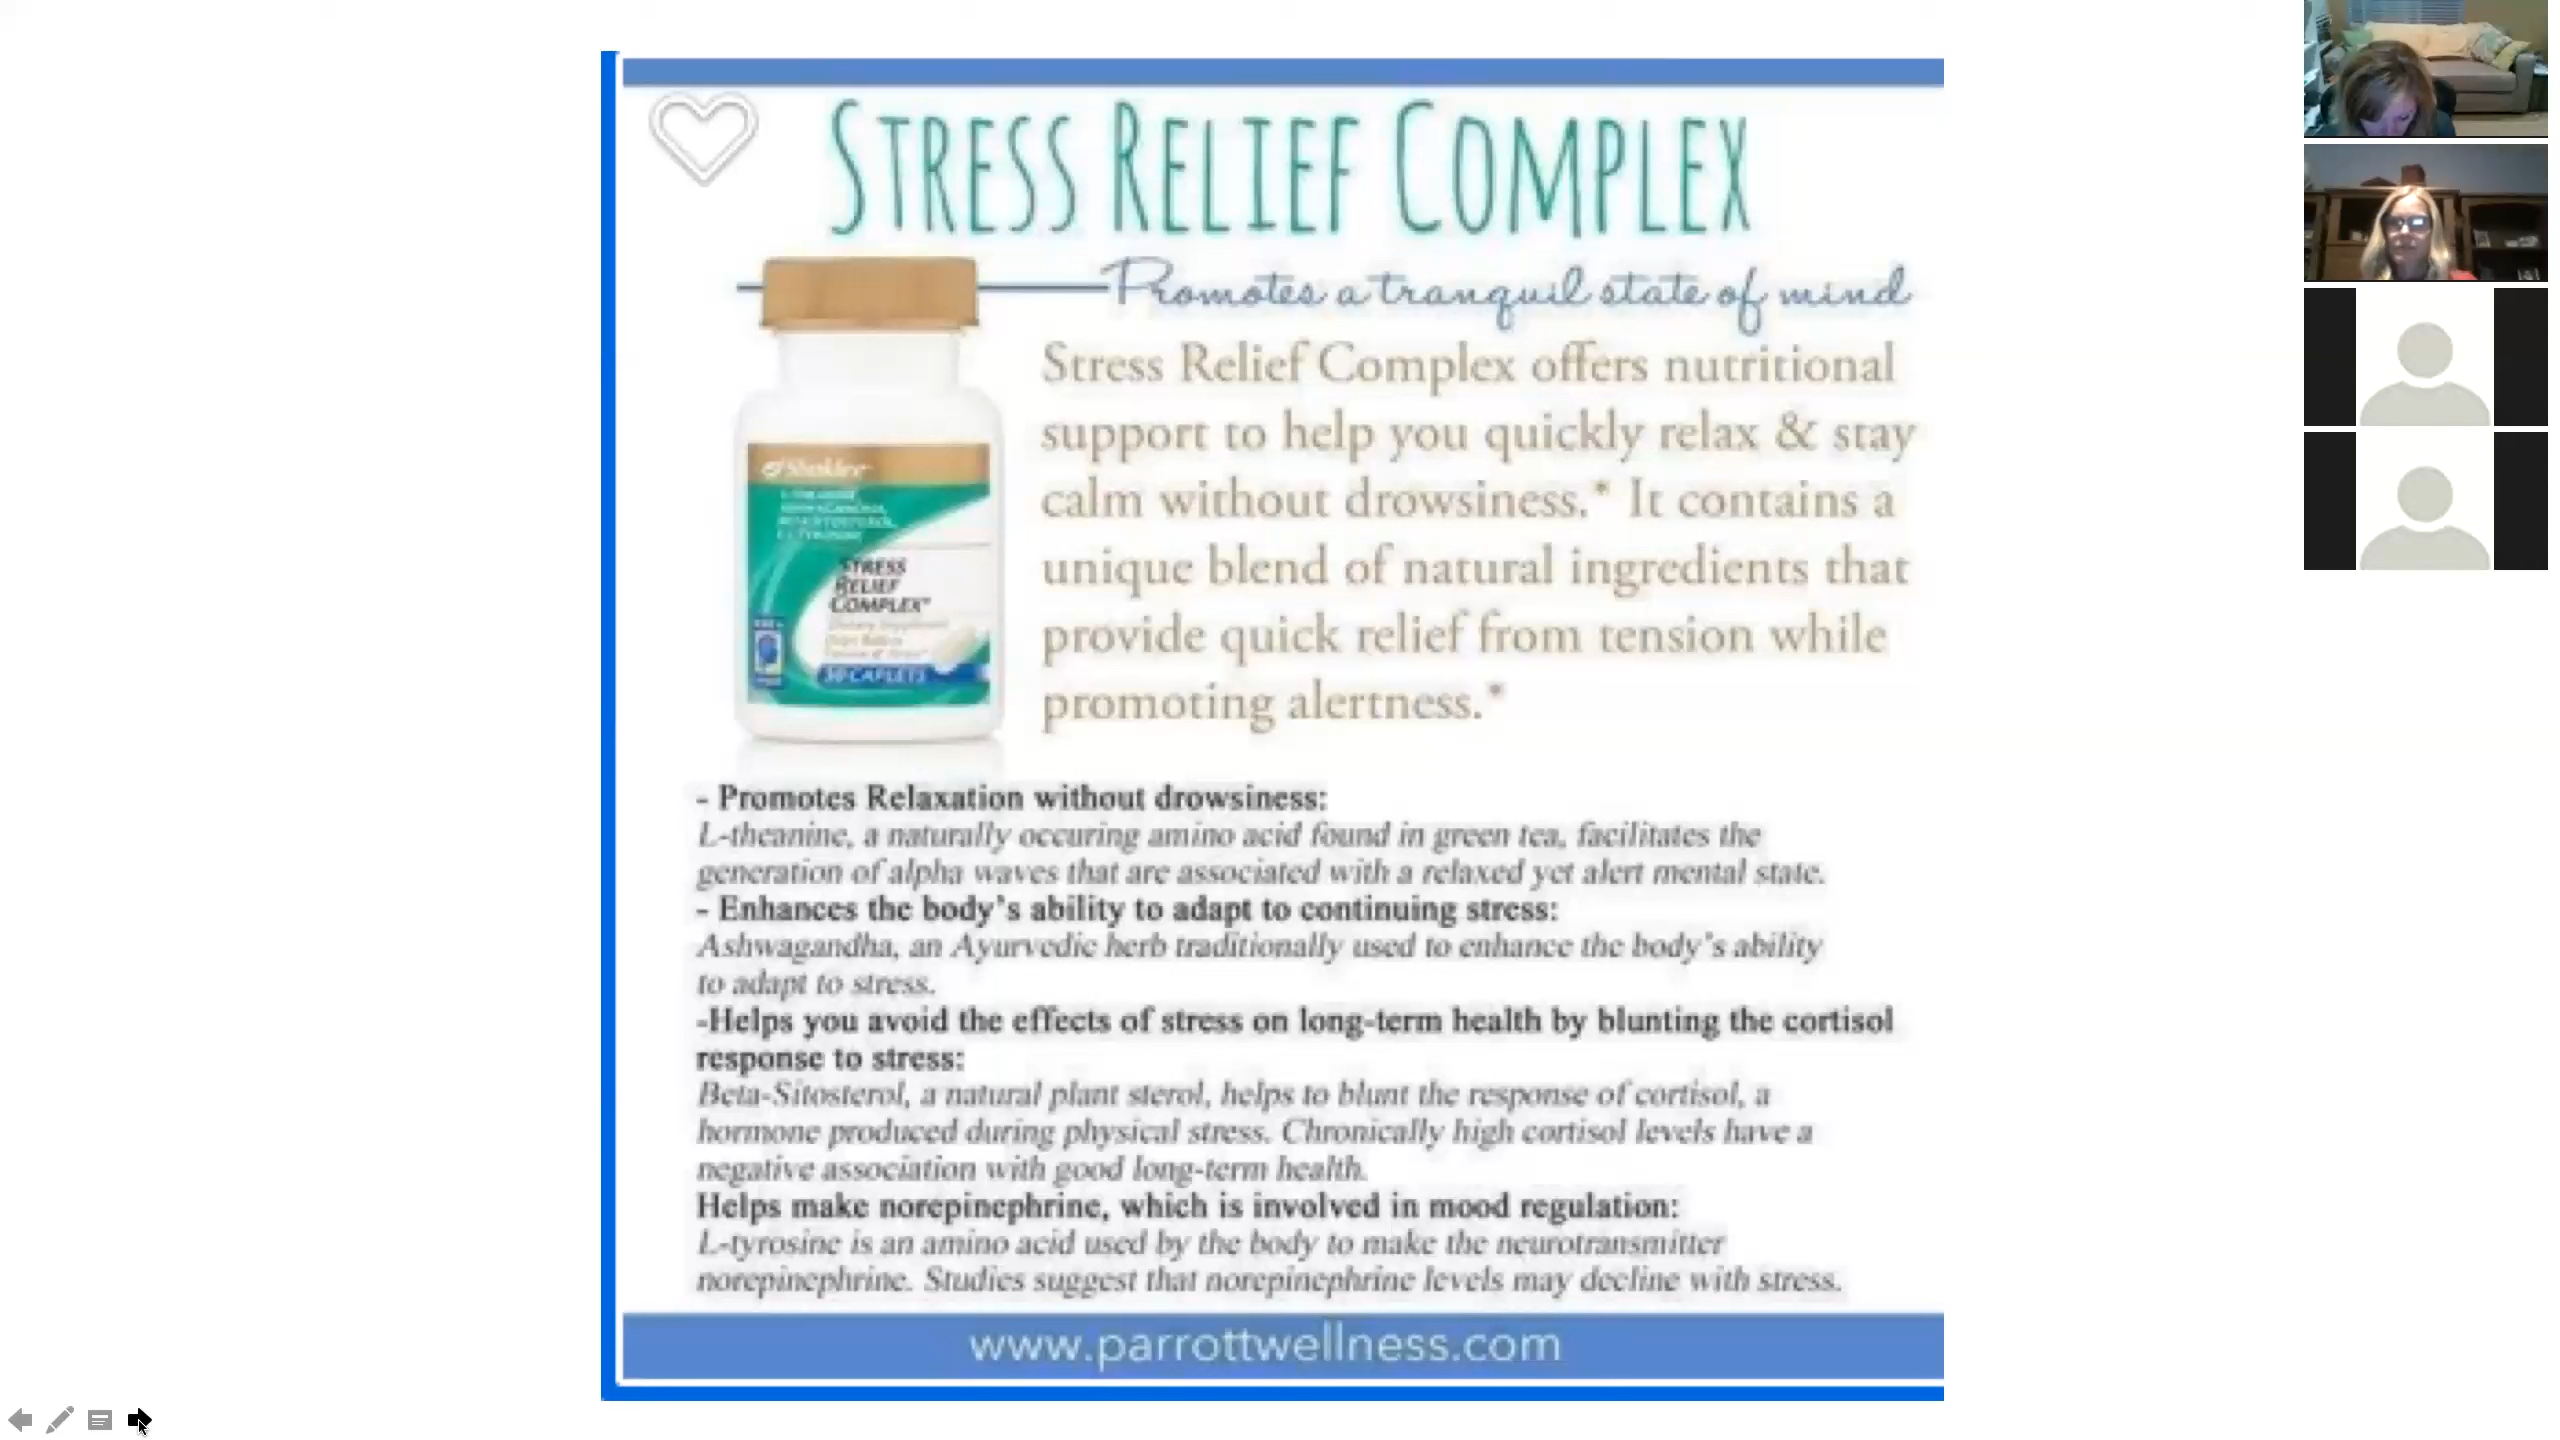 STRESS RELIEF COMPLEX
Promotes a tranquil state of mind
Stress Relief Complex offers nutritional
support to help you quickly relax & stay
calm without drowsiness.* It contains a
unique blend of natural ingredients that
provide quick relief from tension while
promoting alertness.*
Shaklee
STRESS
RELIEF
COMPLEX
Dietary Supplement
30 CAPLETS
- Promotes Relaxation without drowsiness:
L-theanine, a naturally occuring amino acid found in green tea, facilitates the
generation of alpha waves that are associated with a relaxed yet alert mental state.
- Enhances the body's ability to adapt to continuing stress:
Ashwagandha, an Ayurvedic herb traditionally used to enhance the body's ability
to adapt to stress.
-Helps you avoid the effects of stress on long-term health by blunting the cortisol
response to stress:
Beta-Sitosterol, a natural plant sterol, helps to blunt the response of cortisol, a
hormone produced during physical stress. Chronically high cortisol levels have a
negative association with good long-term health.
Helps make norepinephrine, which is involved in mood regulation:
L-tyrosine is an amino acid used by the body to make the neurotransmitter
norepinephrine. Studies suggest that norepinephrine levels may decline with stress.
www.parrottwellness.com